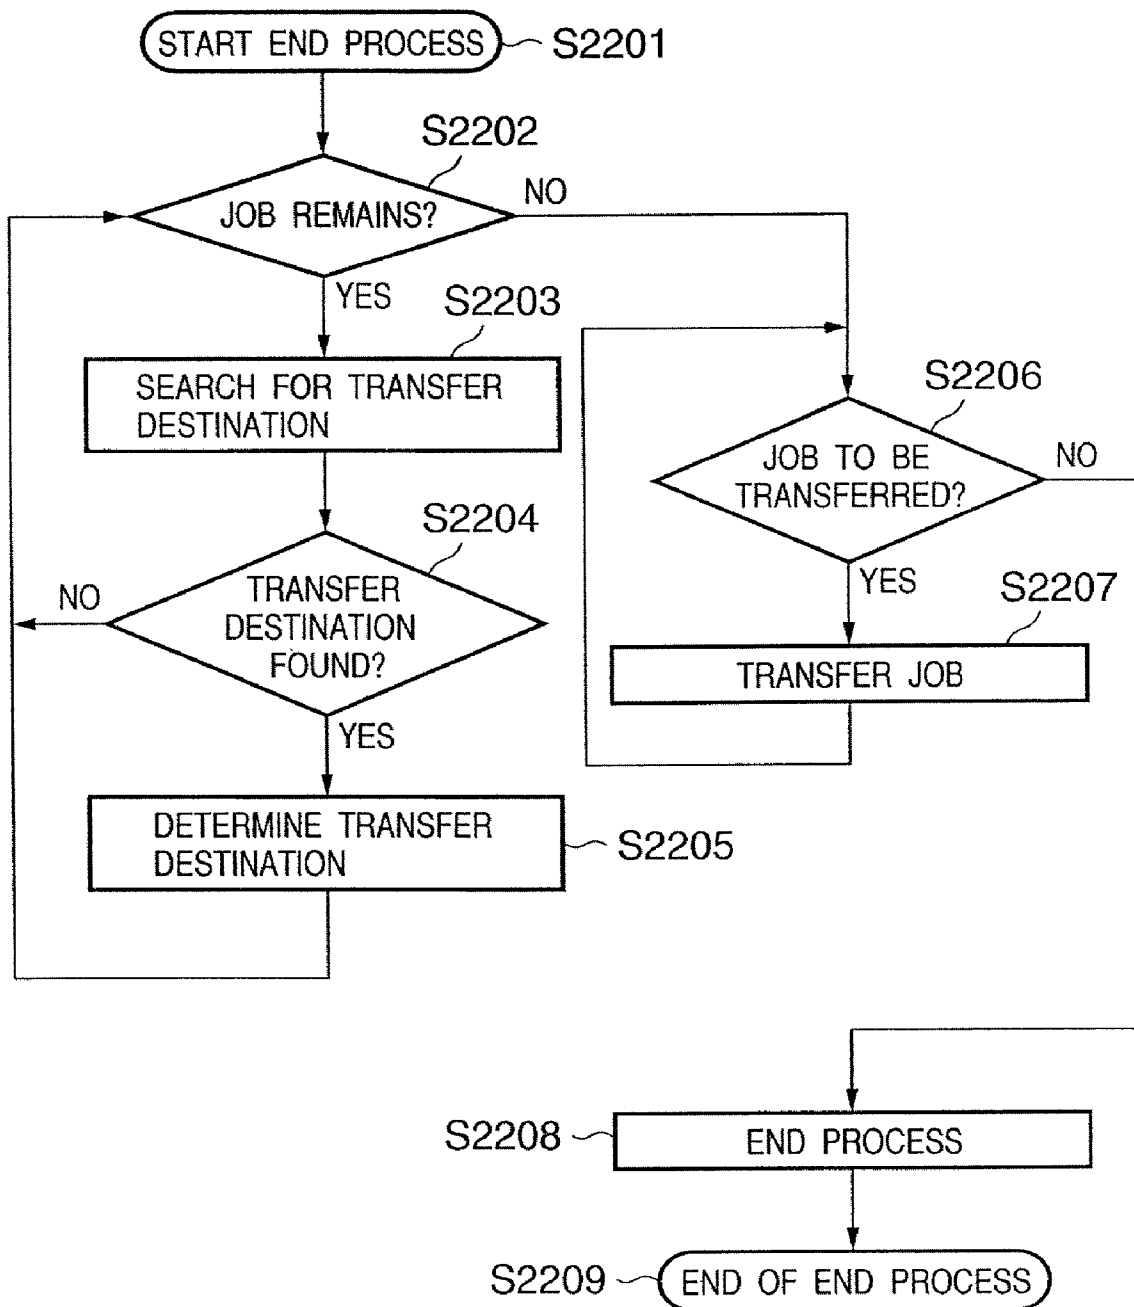 START END PROCESS
S2201
S2202
JOB REMAINS?
NO
YES
S2203
SEARCH FOR TRANSFER
DESTINATION
S2204
TRANSFER
DESTINATION
FOUND?
NO
YES
DETERMINE TRANSFER
DESTINATION
S2205
S2206
JOB TO BE
TRANSFERRED?
NO
YES
S2207
TRANSFER JOB
S2208
END PROCESS
S2209
END OF END PROCESS